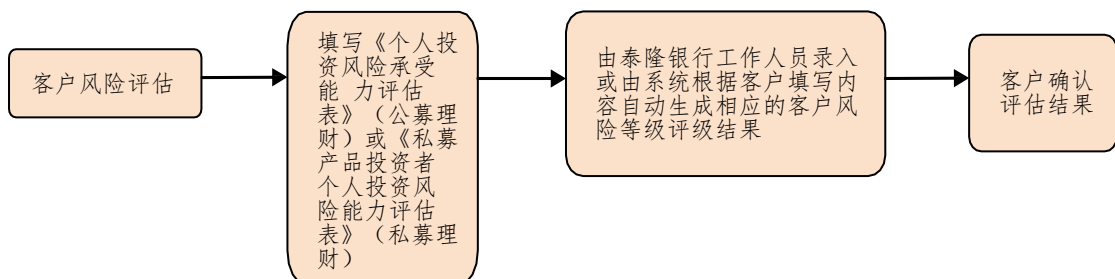 客户风险评估
填写《个人投
资风险承受
能 力评估
表》（公募理
财）或《私募
产品投资者
个人投资风
险能力评估
表》（私募理
财）
由泰隆银行工作人员录入
或由系统根据客户填写内
容自动生成相应的客户风
险等级评级结果
客户确认
评估结果